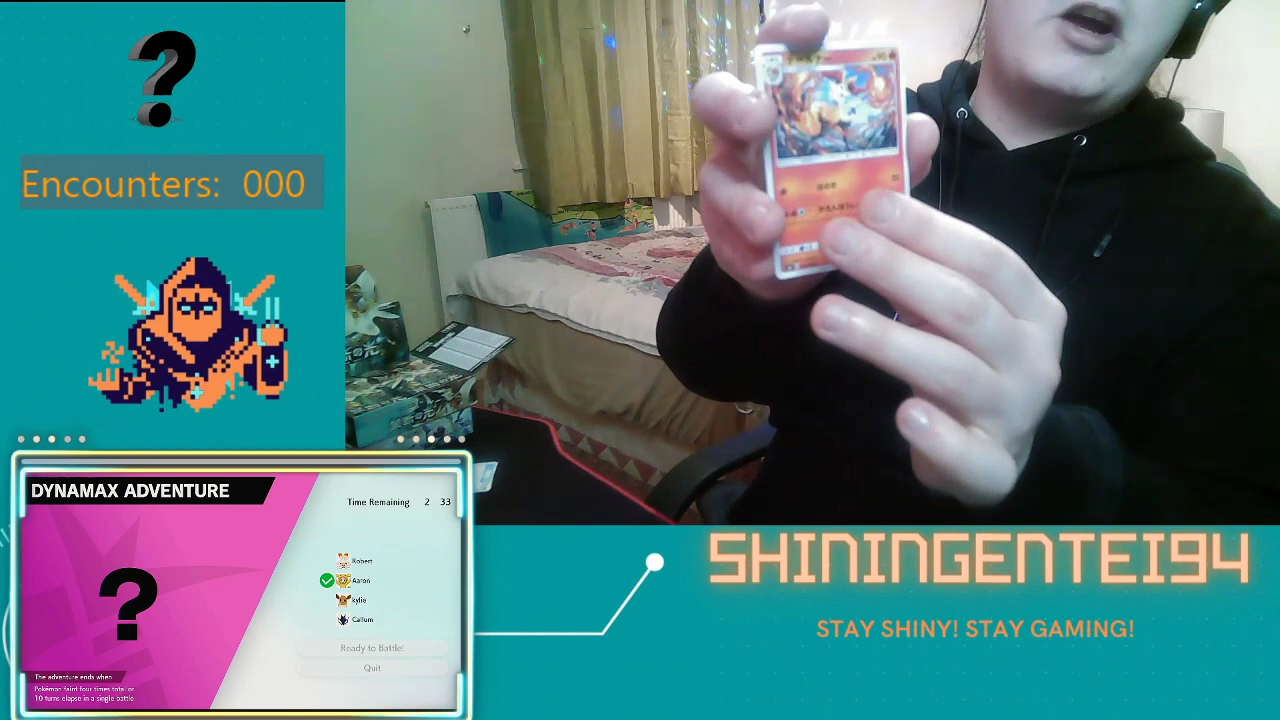 ?
Encounters: 000
DYNAMAX ADVENTURE
Time Remaining 2 33
?
Robert
Aaron
kylie
Callum
Ready to Battle!
Quit
The adventure ends when
Pokémon faint four times total or
10 turns elapse in a single battle.
SHININGENTEI94
STAY SHINY! STAY GAMING!